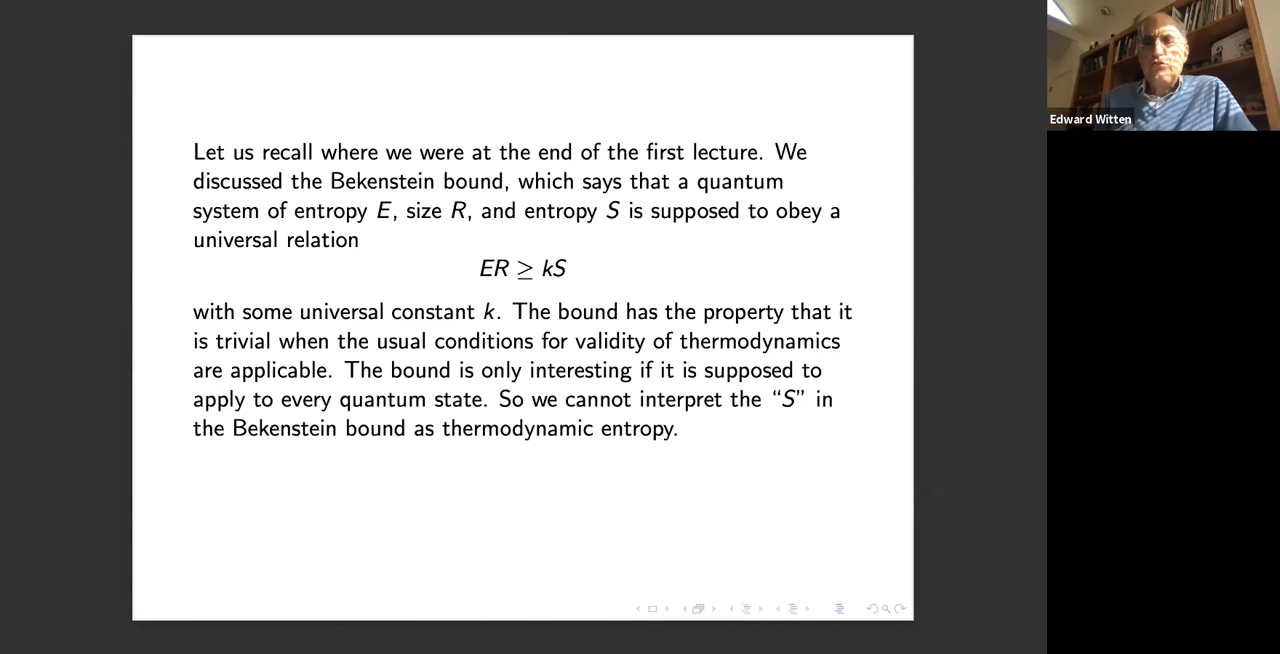 Let us recall where we were at the end of the first lecture. We
discussed the Bekenstein bound, which says that a quantum
system of entropy E, size R, and entropy S is supposed to obey a
universal relation
ER ≥ kS
with some universal constant k. The bound has the property that it
is trivial when the usual conditions for validity of thermodynamics
are applicable. The bound is only interesting if it is supposed to
apply to every quantum state. So we cannot interpret the “S” in
the Bekenstein bound as thermodynamic entropy.
Edward Witten